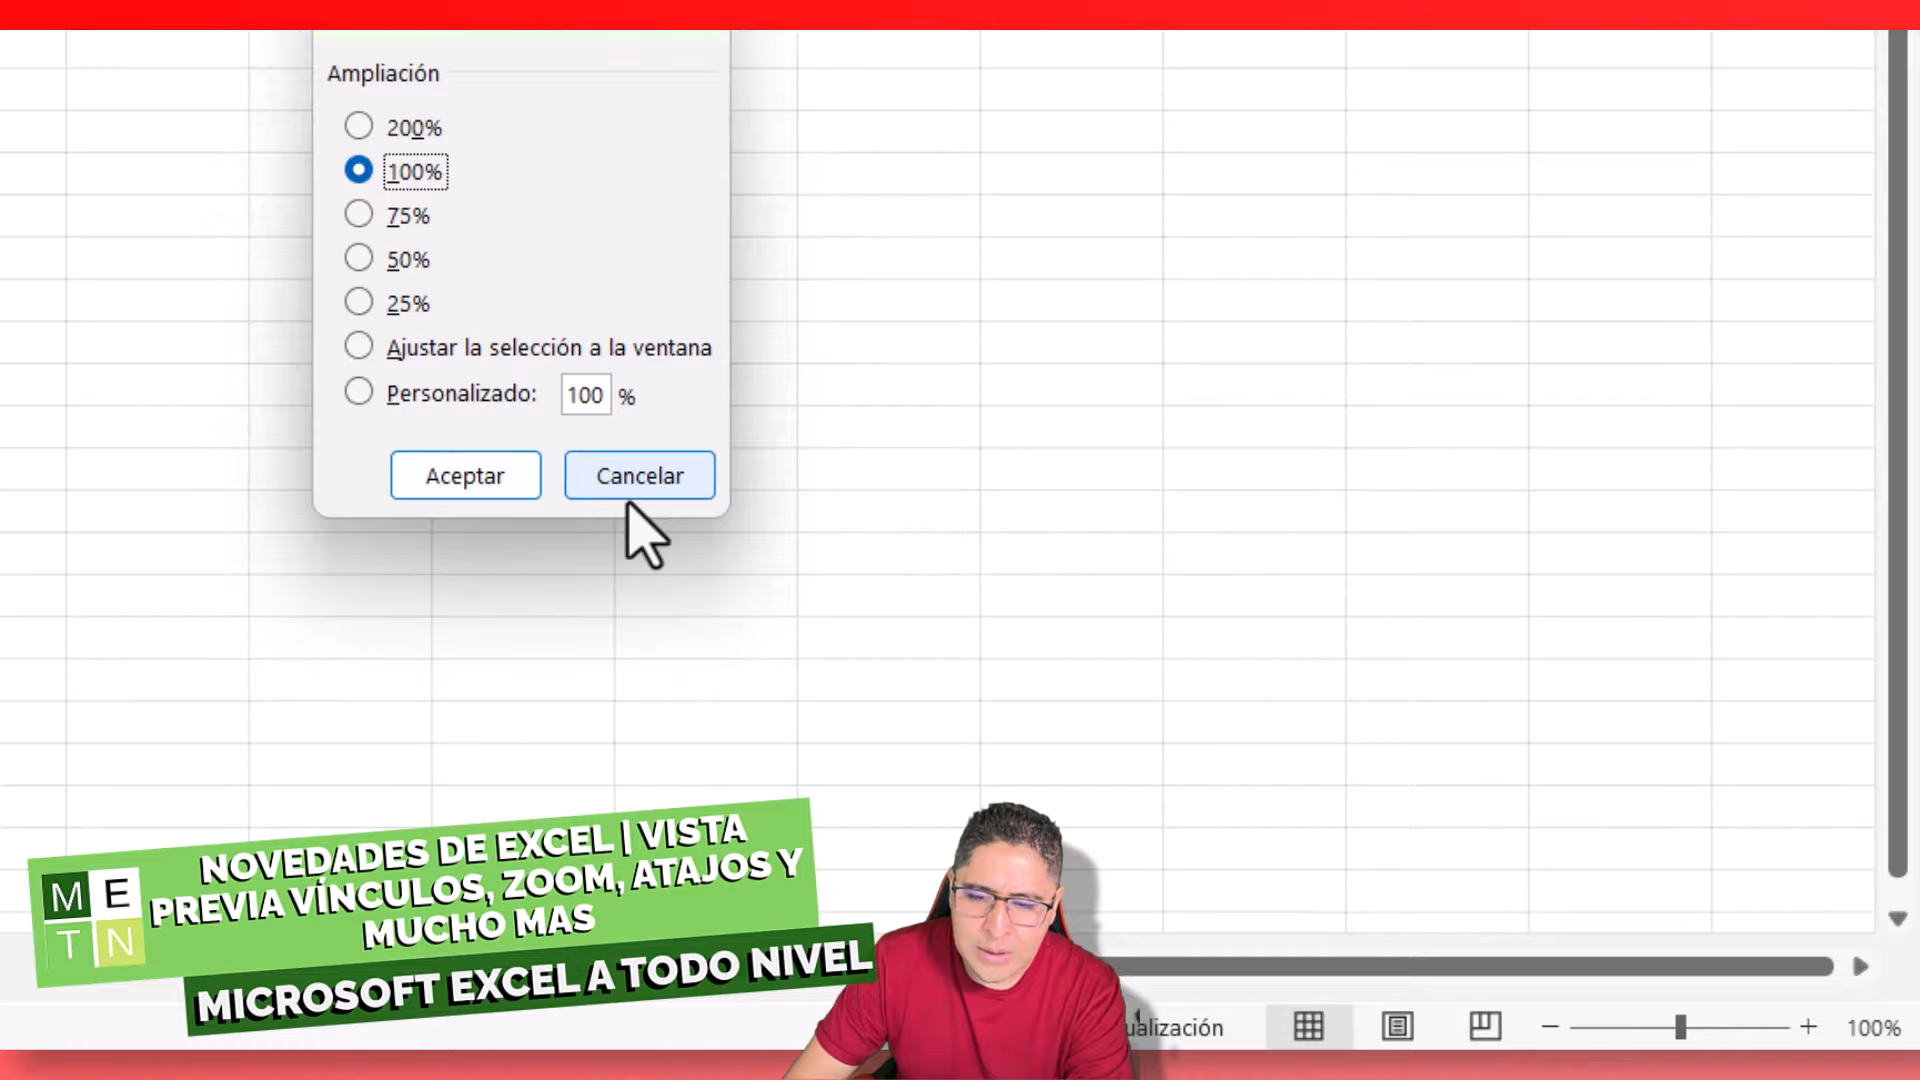 Ampliación
200%
100%
75%
50%
25%
Ajustar la selección a la ventana
Personalizado: 100 %
Aceptar Cancelar
NOVEDADES DE EXCEL | VISTA
PREVIA VÍNCULOS, ZOOM, ATAJOS Y
MUCHO MAS
M E
T N
MICROSOFT EXCEL A TODO NIVEL
ualización
100%